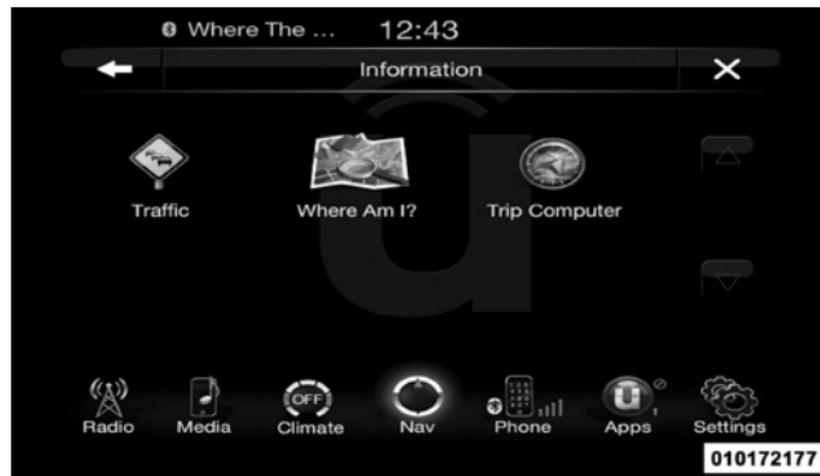 Where The ... 12:43
Information
Traffic Where Am I? Trip Computer
OFF
Radio Media Climate Nav Phone Apps Settings
010172177